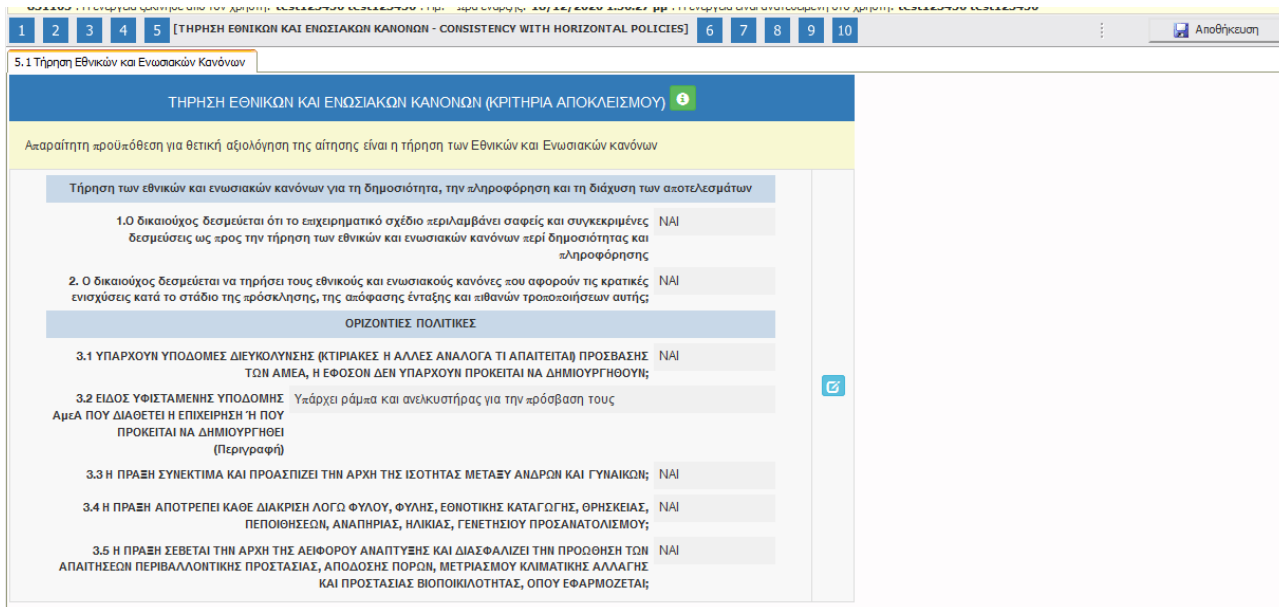 1 2 3 4 5 [ΤΗΡΗΣΗ ΕΘΝΙΚΩΝ ΚΑΙ ΕΝΩΣΙΑΚΩΝ ΚΑΝΟΝΩΝ - CONSISTENCY WITH HORIZONTAL POLICIES] 6 7 8 9 10 Αποθήκευση
5.1 Τήρηση Εθνικών και Ενωσιακών Κανόνων
ΤΗΡΗΣΗ ΕΘΝΙΚΩΝ ΚΑΙ ΕΝΩΣΙΑΚΩΝ ΚΑΝΟΝΩΝ (ΚΡΙΤΗΡΙΑ ΑΠΟΚΛΕΙΣΜΟΥ)
Απαραίτητη προϋπόθεση για θετική αξιολόγηση της αίτησης είναι η τήρηση των Εθνικών και Ενωσιακών κανόνων
Τήρηση των εθνικών και ενωσιακών κανόνων για τη δημοσιότητα, την πληροφόρηση και τη διάχυση των αποτελεσμάτων
1.Ο δικαιούχος δεσμεύεται ότι το επιχειρηματικό σχέδιο περιλαμβάνει σαφείς και συγκεκριμένες ΝΑΙ
δεσμεύσεις ως προς την τήρηση των εθνικών και ενωσιακών κανόνων περί δημοσιότητας και
πληροφόρησης
2. Ο δικαιούχος δεσμεύεται να τηρήσει τους εθνικούς και ενωσιακούς κανόνες που αφορούν τις κρατικές ΝΑΙ
ενισχύσεις κατά το στάδιο της πρόσκλησης, της απόφασης ένταξης και πιθανών τροποποιήσεων αυτής;
ΟΡΙΖΟΝΤΙΕΣ ΠΟΛΙΤΙΚΕΣ
3.1 ΥΠΑΡΧΟΥΝ ΥΠΟΔΟΜΕΣ ΔΙΕΥΚΟΛΥΝΣΗΣ (ΚΤΙΡΙΑΚΕΣ Η ΑΛΛΕΣ ΑΝΑΛΟΓΑ ΤΙ ΑΠΑΙΤΕΙΤΑΙ) ΠΡΟΣΒΑΣΗΣ ΝΑΙ
ΤΩΝ ΑΜΕΑ, Η ΕΦΟΣΟΝ ΔΕΝ ΥΠΑΡΧΟΥΝ ΠΡΟΚΕΙΤΑΙ ΝΑ ΔΗΜΙΟΥΡΓΗΘΟΥΝ;
3.2 ΕΙΔΟΣ ΥΦΙΣΤΑΜΕΝΗΣ ΥΠΟΔΟΜΗΣ Υπάρχει ράμπα και ανελκυστήρας για την πρόσβαση τους
ΑμεΑ ΠΟΥ ΔΙΑΘΕΤΕΙ Η ΕΠΙΧΕΙΡΗΣΗ Ή ΠΟΥ
ΠΡΟΚΕΙΤΑΙ ΝΑ ΔΗΜΙΟΥΡΓΗΘΕΙ
(Περιγραφή)
3.3 Η ΠΡΑΞΗ ΣΥΝΕΚΤΙΜΑ ΚΑΙ ΠΡΟΑΣΠΙΖΕΙ ΤΗΝ ΑΡΧΗ ΤΗΣ ΙΣΟΤΗΤΑΣ ΜΕΤΑΞΥ ΑΝΔΡΩΝ ΚΑΙ ΓΥΝΑΙΚΩΝ; ΝΑΙ
3.4 Η ΠΡΑΞΗ ΑΠΟΤΡΕΠΕΙ ΚΑΘΕ ΔΙΑΚΡΙΣΗ ΛΟΓΩ ΦΥΛΟΥ, ΦΥΛΗΣ, ΕΘΝΟΤΙΚΗΣ ΚΑΤΑΓΩΓΗΣ, ΘΡΗΣΚΕΙΑΣ, ΝΑΙ
ΠΕΠΟΙΘΗΣΕΩΝ, ΑΝΑΠΗΡΙΑΣ, ΗΛΙΚΙΑΣ, ΓΕΝΕΤΗΣΙΟΥ ΠΡΟΣΑΝΑΤΟΛΙΣΜΟΥ;
3.5 Η ΠΡΑΞΗ ΣΕΒΕΤΑΙ ΤΗΝ ΑΡΧΗ ΤΗΣ ΑΕΙΦΟΡΟΥ ΑΝΑΠΤΥΞΗΣ ΚΑΙ ΔΙΑΣΦΑΛΙΖΕΙ ΤΗΝ ΠΡΟΩΘΗΣΗ ΤΩΝ ΝΑΙ
ΑΠΑΙΤΗΣΕΩΝ ΠΕΡΙΒΑΛΛΟΝΤΙΚΗΣ ΠΡΟΣΤΑΣΙΑΣ, ΑΠΟΔΟΣΗΣ ΠΟΡΩΝ, ΜΕΤΡΙΑΣΜΟΥ ΚΛΙΜΑΤΙΚΗΣ ΑΛΛΑΓΗΣ
ΚΑΙ ΠΡΟΣΤΑΣΙΑΣ ΒΙΟΠΟΙΚΙΛΟΤΗΤΑΣ, ΟΠΟΥ ΕΦΑΡΜΟΖΕΤΑΙ;